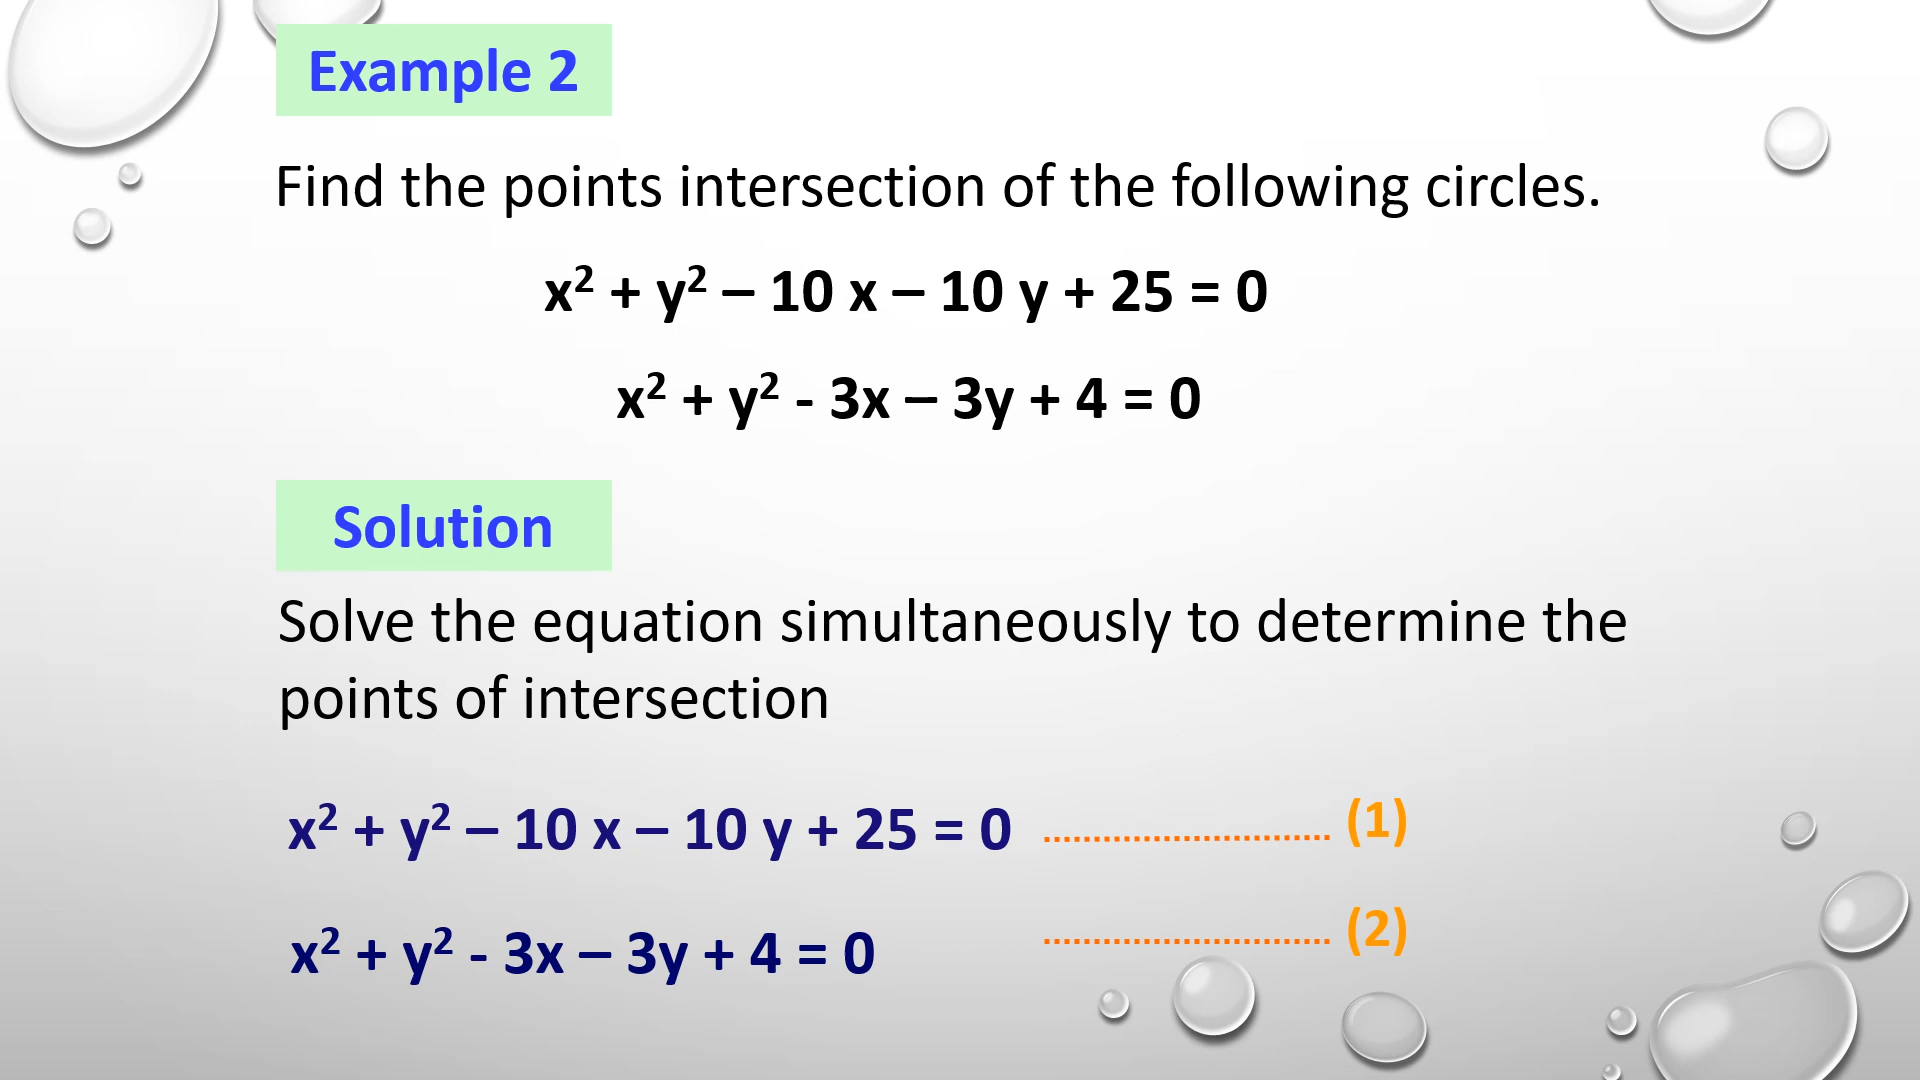 Example 2
Find the points intersection of the following circles.
x² + y² – 10 x – 10 y + 25 = 0
x² + y² - 3x – 3y + 4 = 0
Solution
Solve the equation simultaneously to determine the
points of intersection
x² + y² – 10 x – 10 y + 25 = 0 ............................. (1)
x² + y² - 3x – 3y + 4 = 0 ............................. (2)